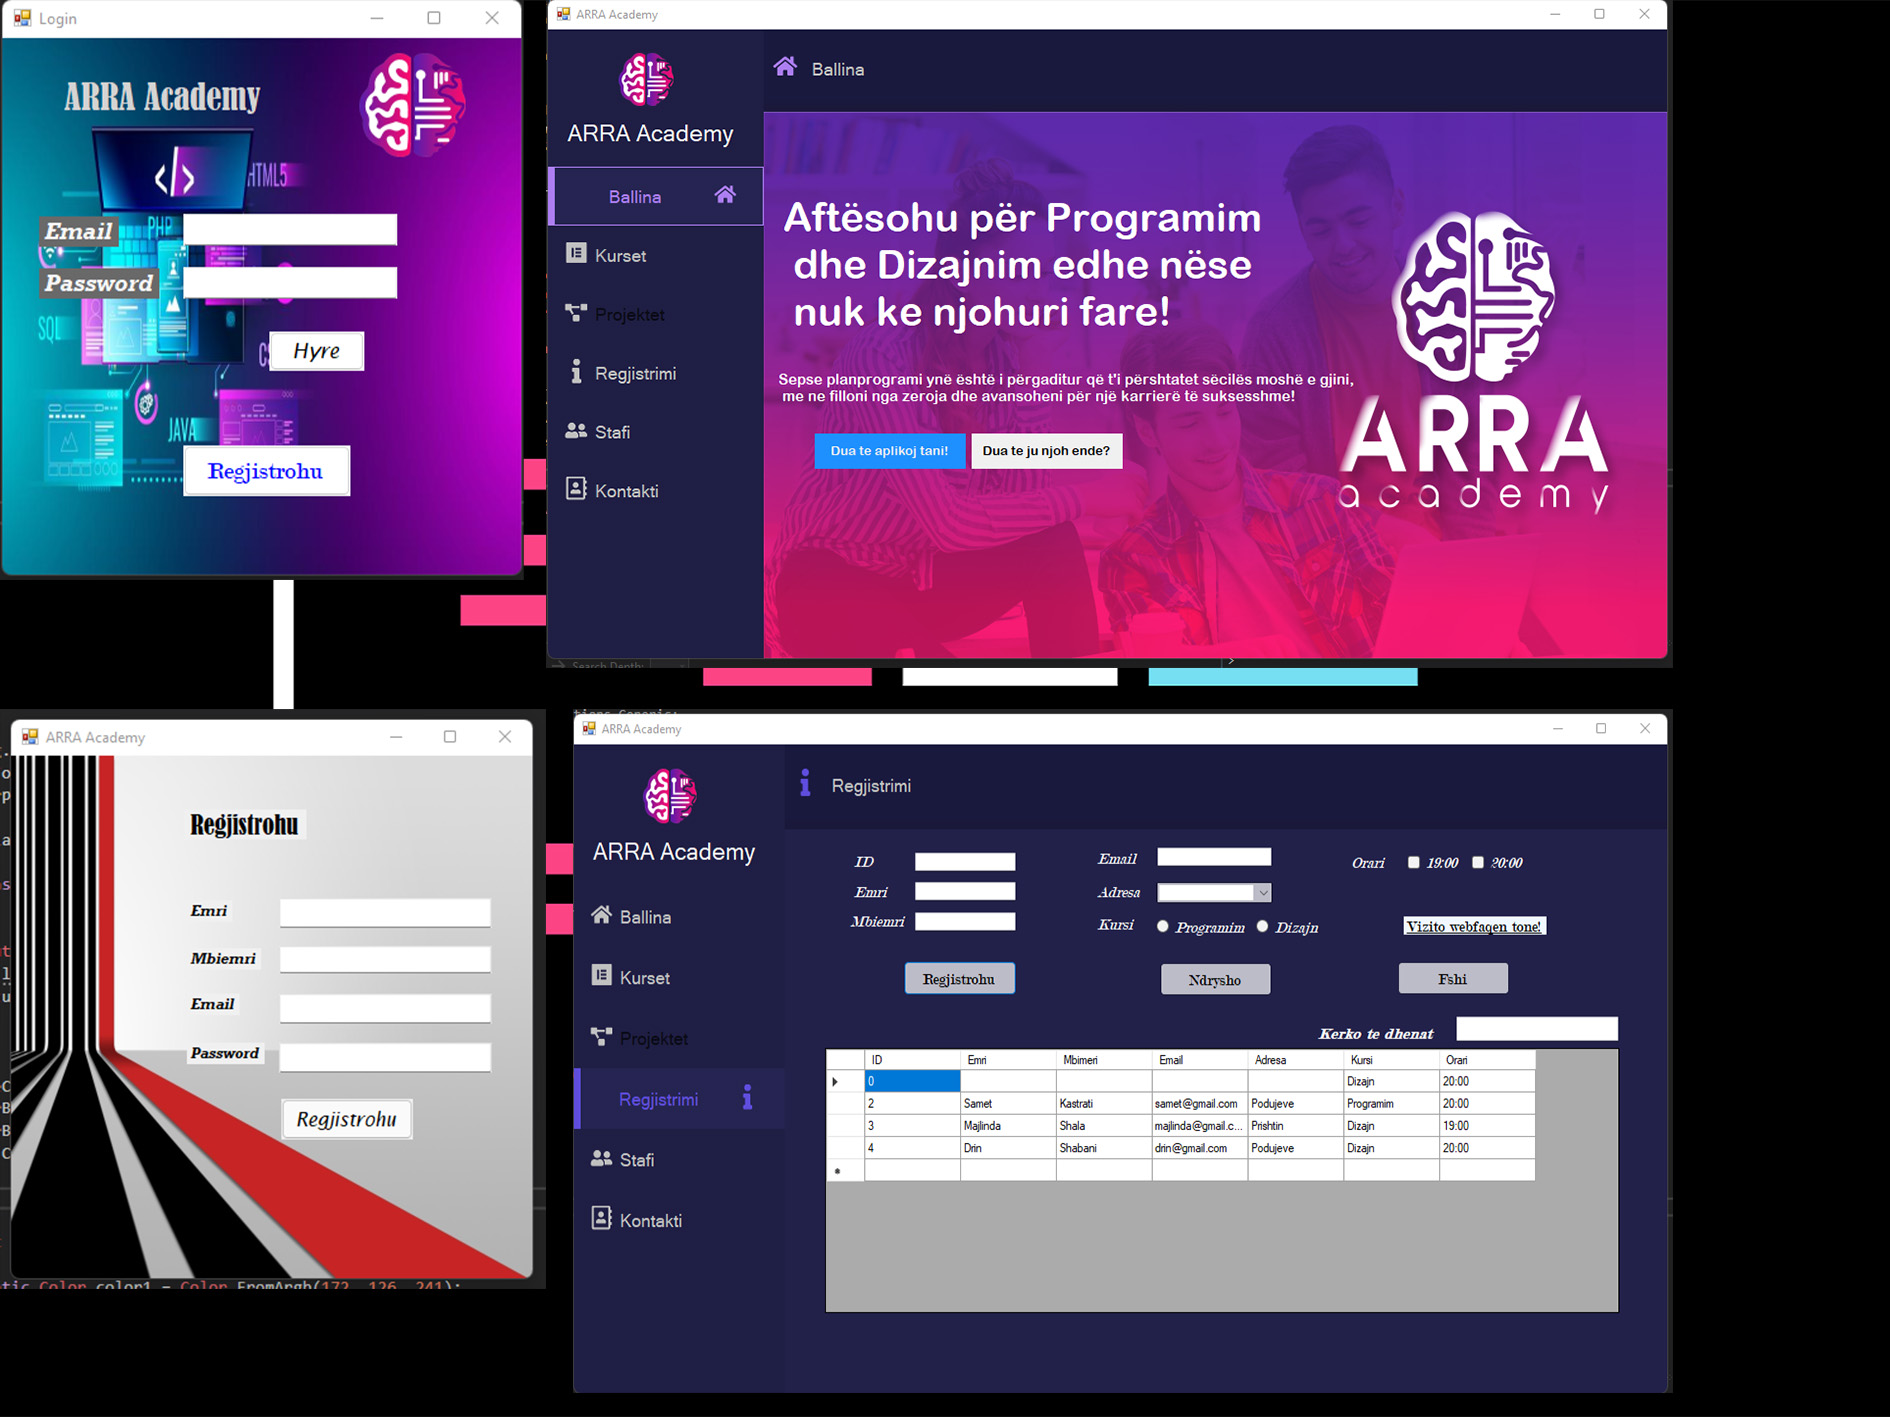 Login
ARRA Academy
HTML5
PHP
Email
Password
SQL
Hyre
JAVA
Regjistrohu
ARRA Academy
ARRA Academy
Ballina
Kurset
Projektet
Regjistrimi
Stafi
Kontakti
Ballina
Aftësohu për Programim
dhe Dizajnim edhe nëse
nuk ke njohuri fare!
Sepse planprogrami ynë është i përgaditur që t'i përshtatet sëcilës moshë e gjini,
me ne filloni nga zeroja dhe avansoheni për një karrierë të suksesshme!
Dua te aplikoj tani! Dua te ju njoh ende?
ARRA
academy
Search Depth:
ARRA Academy
Regjistrohu
Emri
Mbiemri
Email
Password
Regjistrohu
tic Color color1 = Color.FromArgb(172, 126, 241);
ARRA Academy
ARRA Academy
Ballina
Kurset
Projektet
Regjistrimi
Stafi
Kontakti
Regjistrimi
ID Email Orari 19:00 20:00
Emri Adresa
Mbiemri Kursi Programim Dizajn Vizito webfaqen tone!
Regjistrohu Ndrysho Fshi
Kerko te dhenat
ID Emri Mbimeri Email Adresa Kursi Orari
0 Dizajn 20:00
2 Samet Kastrati samet@gmail.com Podujeve Programim 20:00
3 Majlinda Shala majlinda@gmail.c... Prishtin Dizajn 19:00
4 Drin Shabani drin@gmail.com Podujeve Dizajn 20:00